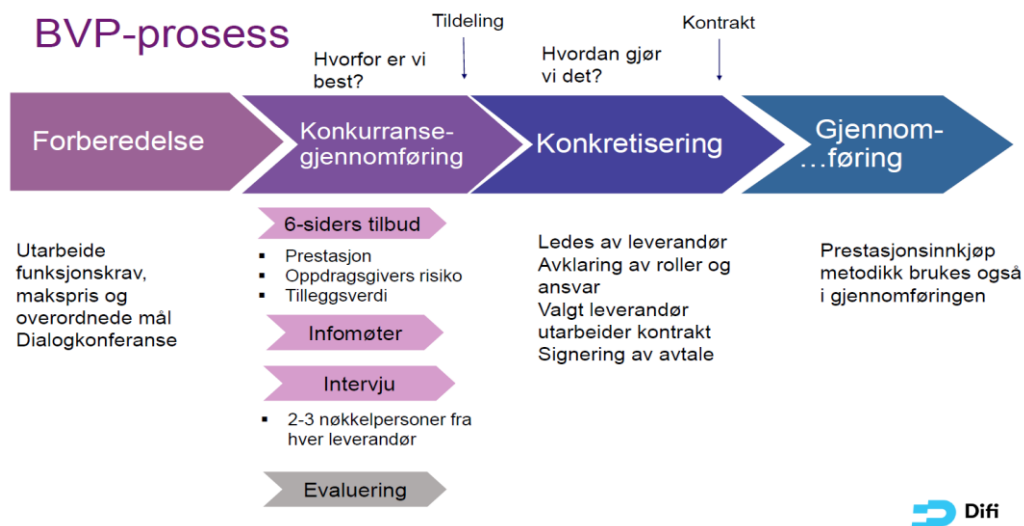 BVP-prosess
Tildeling
Kontrakt
Hvorfor er vi
best?
Hvordan gjør
vi det?
Forberedelse
Konkurranse-
gjennomføring
Konkretisering
Gjennom-
…føring
Utarbeide
funksjonskrav,
makspris og
overordnede mål
Dialogkonferanse
6-siders tilbud
▪ Prestasjon
▪ Oppdragsgivers risiko
▪ Tilleggsverdi
Infomøter
Intervju
▪ 2-3 nøkkelpersoner fra
hver leverandør
Evaluering
Ledes av leverandør
Avklaring av roller og
ansvar
Valgt leverandør
utarbeider kontrakt
Signering av avtale
Prestasjonsinnkjøp
metodikk brukes også
i gjennomføringen
Difi